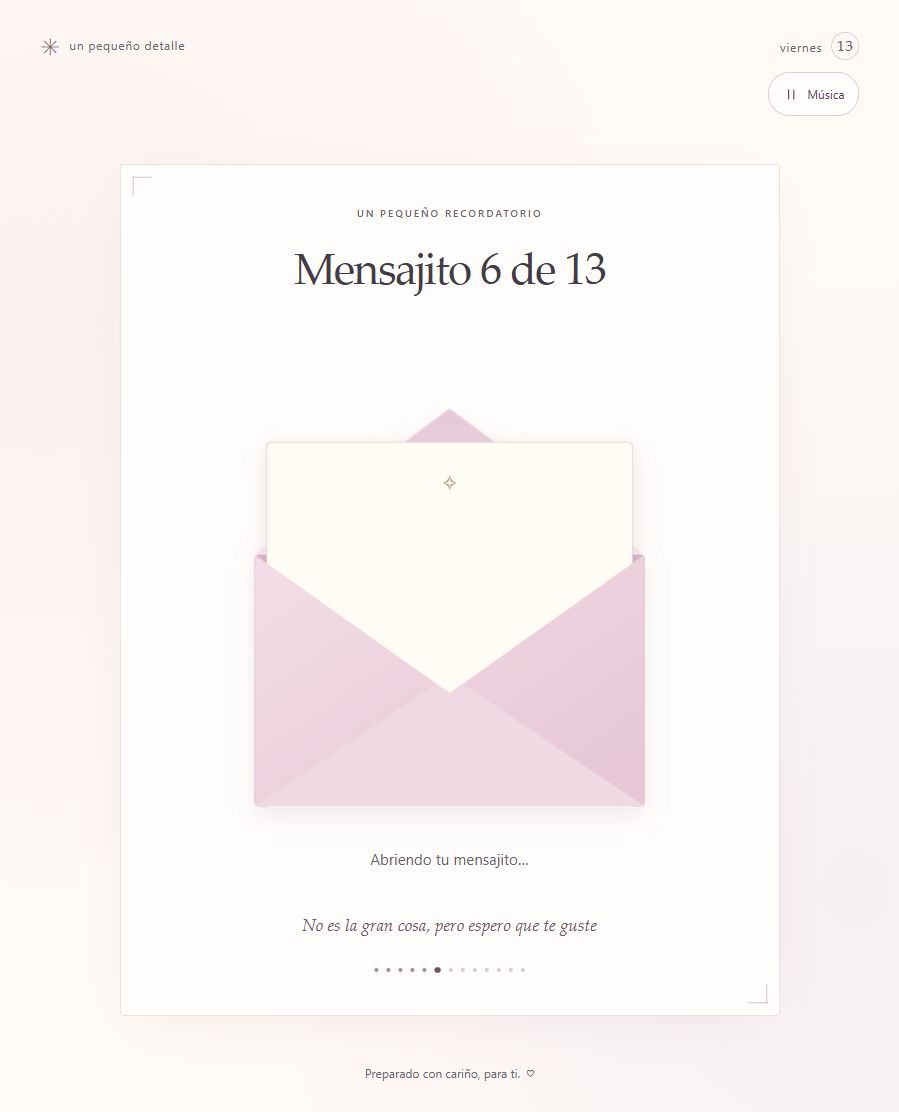 un pequeño detalle
viernes 13
Música
UN PEQUEÑO RECORDATORIO
Mensajito 6 de 13
Abriendo tu mensajito...
No es la gran cosa, pero espero que te guste
Preparado con cariño, para ti. ♡